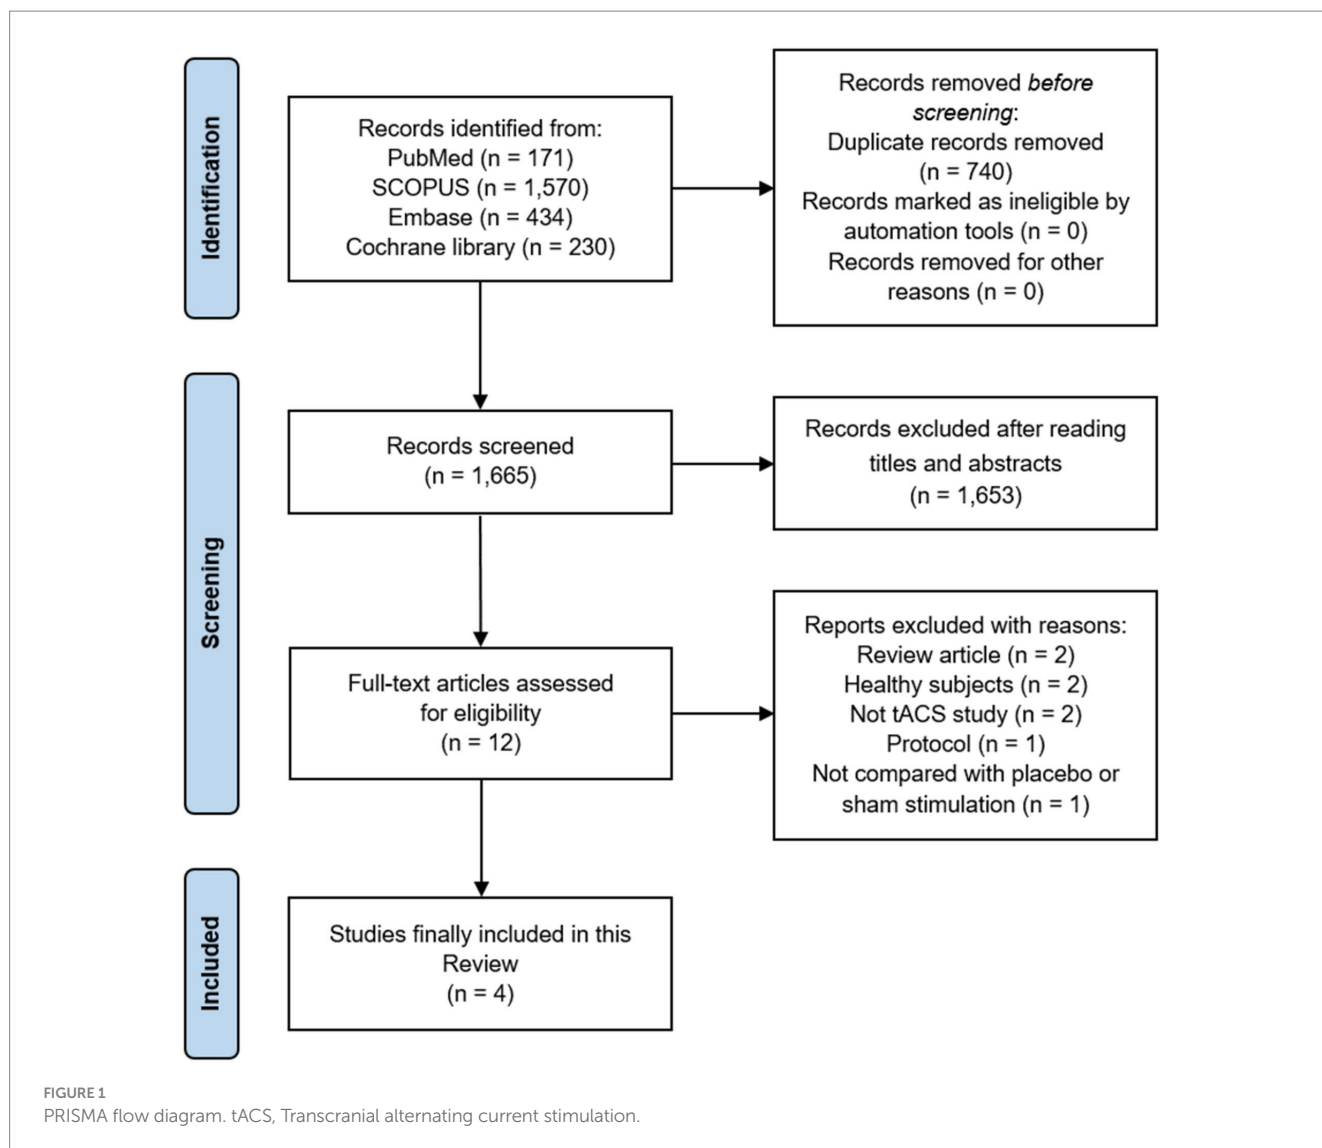 Identification
Records identified from:
PubMed (n = 171)
SCOPUS (n = 1,570)
Embase (n = 434)
Cochrane library (n = 230)
Records removed before
screening:
Duplicate records removed
(n = 740)
Records marked as ineligible by
automation tools (n = 0)
Records removed for other
reasons (n = 0)
Screening
Records screened
(n = 1,665)
Records excluded after reading
titles and abstracts
(n = 1,653)
Full-text articles assessed
for eligibility
(n = 12)
Reports excluded with reasons:
Review article (n = 2)
Healthy subjects (n = 2)
Not tACS study (n = 2)
Protocol (n = 1)
Not compared with placebo or
sham stimulation (n = 1)
Included
Studies finally included in this
Review
(n = 4)
FIGURE 1
PRISMA flow diagram. tACS, Transcranial alternating current stimulation.